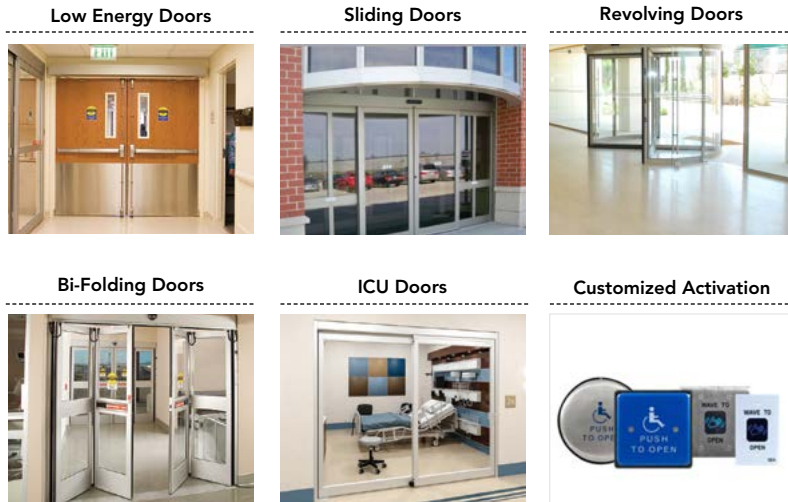 Low Energy Doors
Sliding Doors
Revolving Doors
Bi-Folding Doors
ICU Doors
Customized Activation
PUSH
TO OPEN
PUSH
TO OPEN
WAVE TO
OPEN
WAVE TO
OPEN